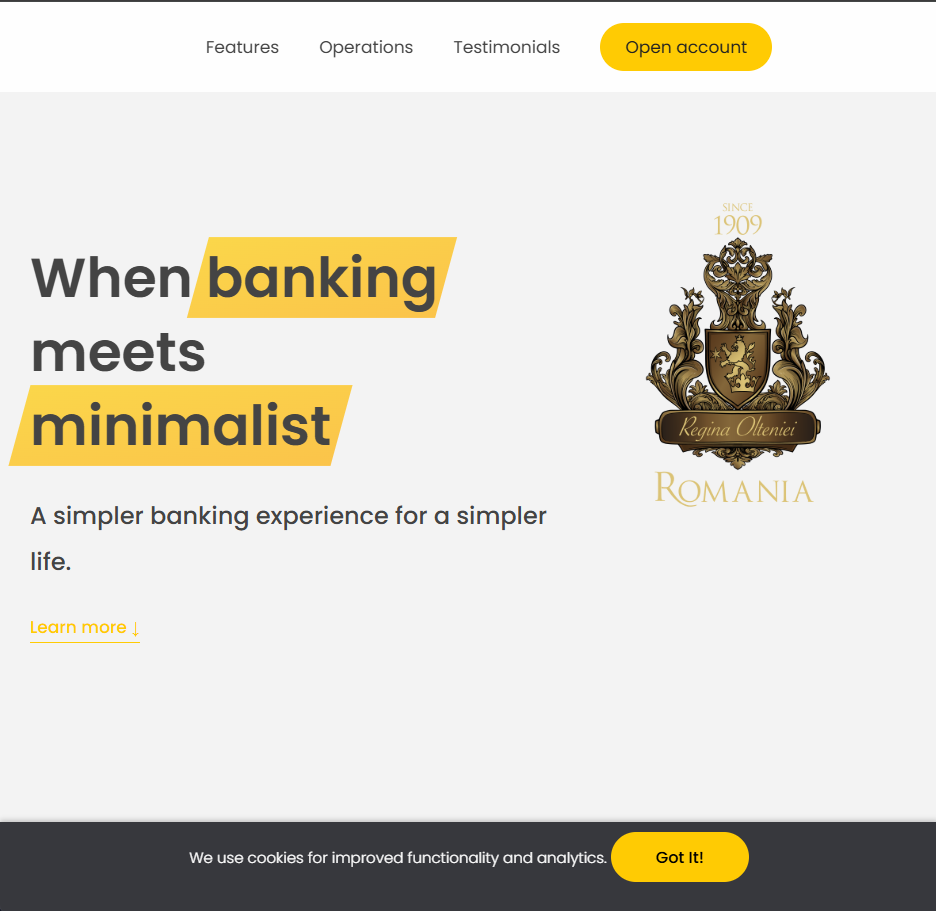 Features Operations Testimonials Open account
When banking
meets
minimalist
A simpler banking experience for a simpler
life.
Learn more ↓
SINCE
1909
Regina Olteniei
ROMANIA
We use cookies for improved functionality and analytics. Got It!